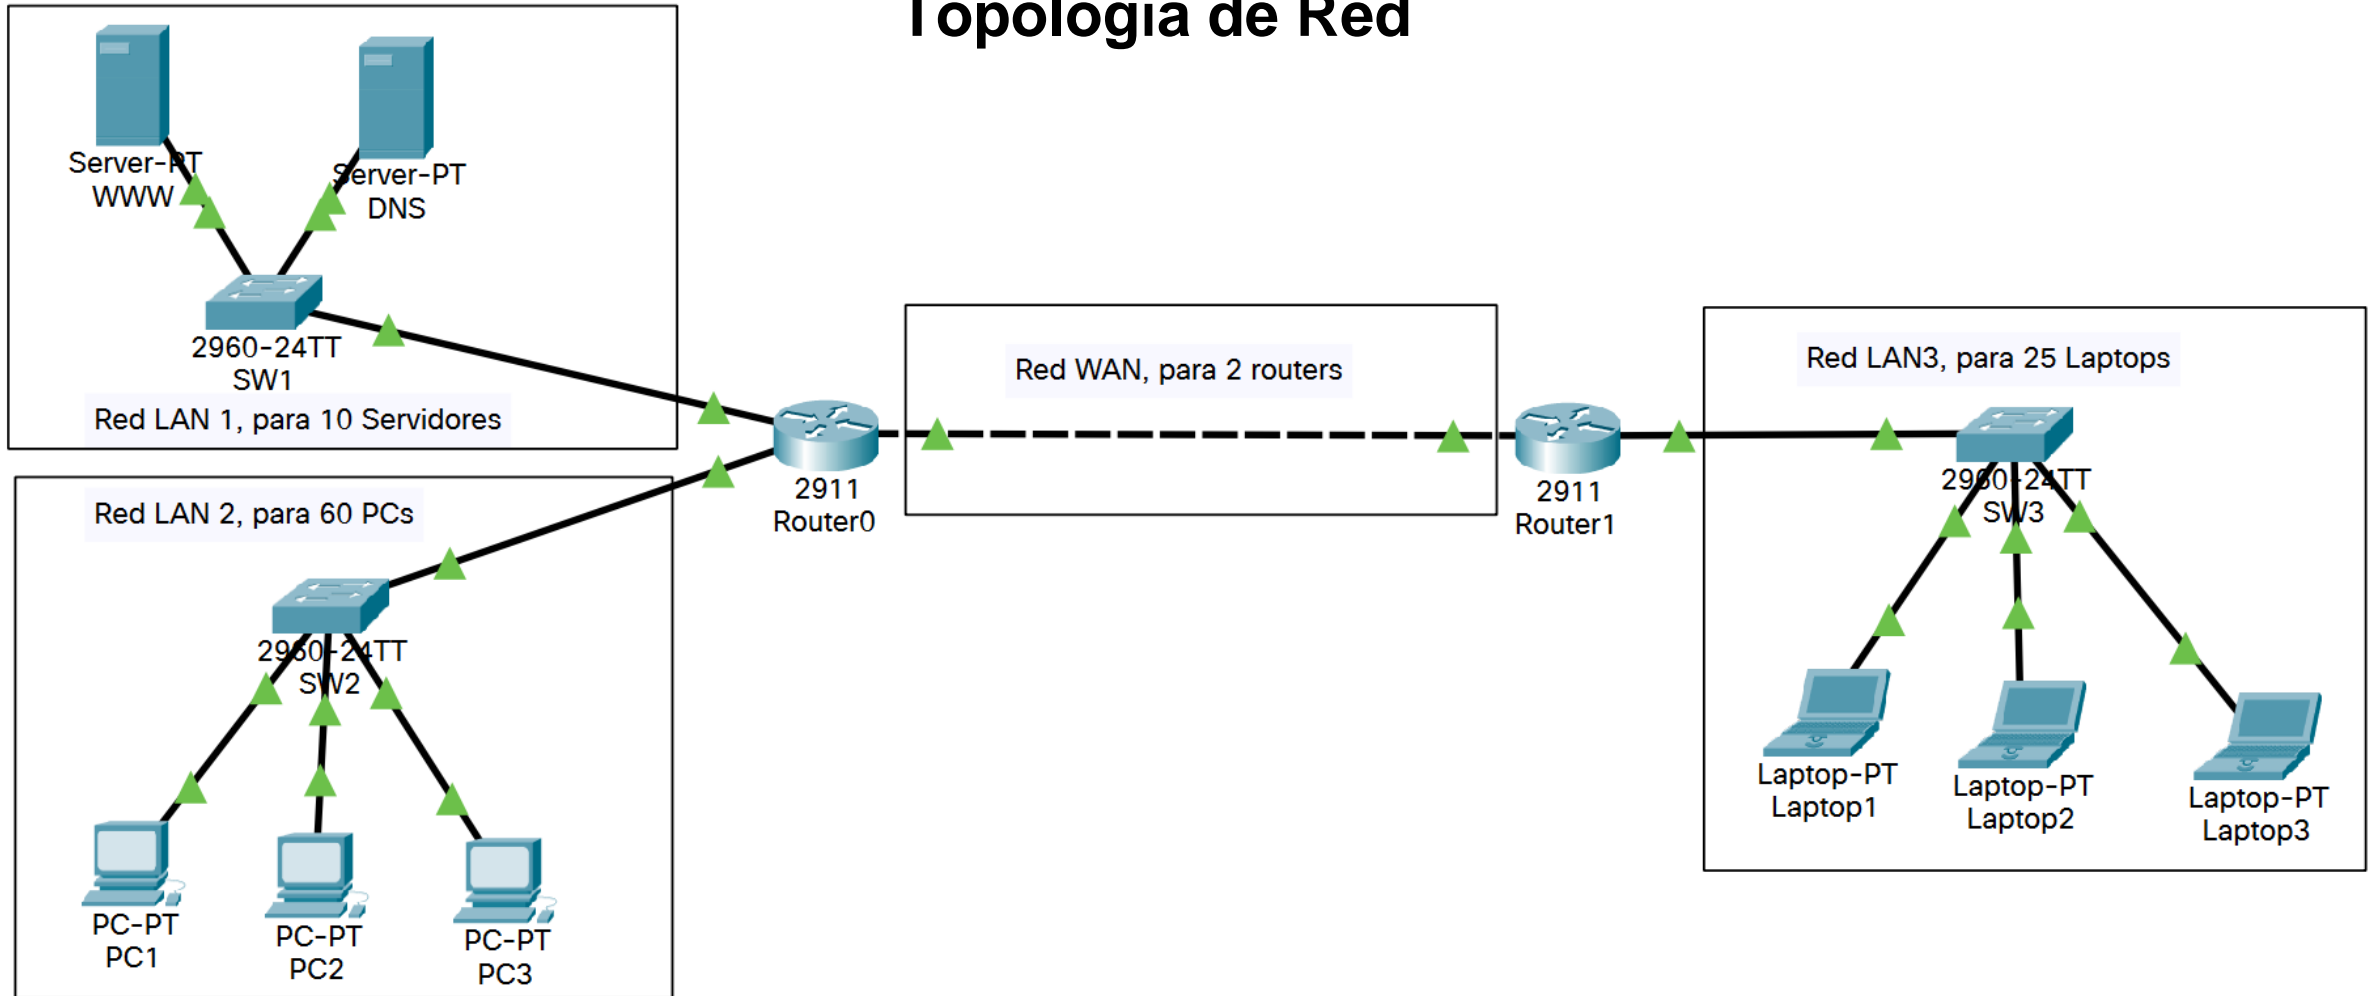 Topología de Red
Server-PT
WWW
Server-PT
DNS
2960-24TT
SW1
Red LAN 1, para 10 Servidores
Red LAN 2, para 60 PCs
2960-24TT
SW2
PC-PT
PC1
PC-PT
PC2
PC-PT
PC3
2911
Router0
Red WAN, para 2 routers
2911
Router1
Red LAN3, para 25 Laptops
2960-24TT
SW3
Laptop-PT
Laptop1
Laptop-PT
Laptop2
Laptop-PT
Laptop3